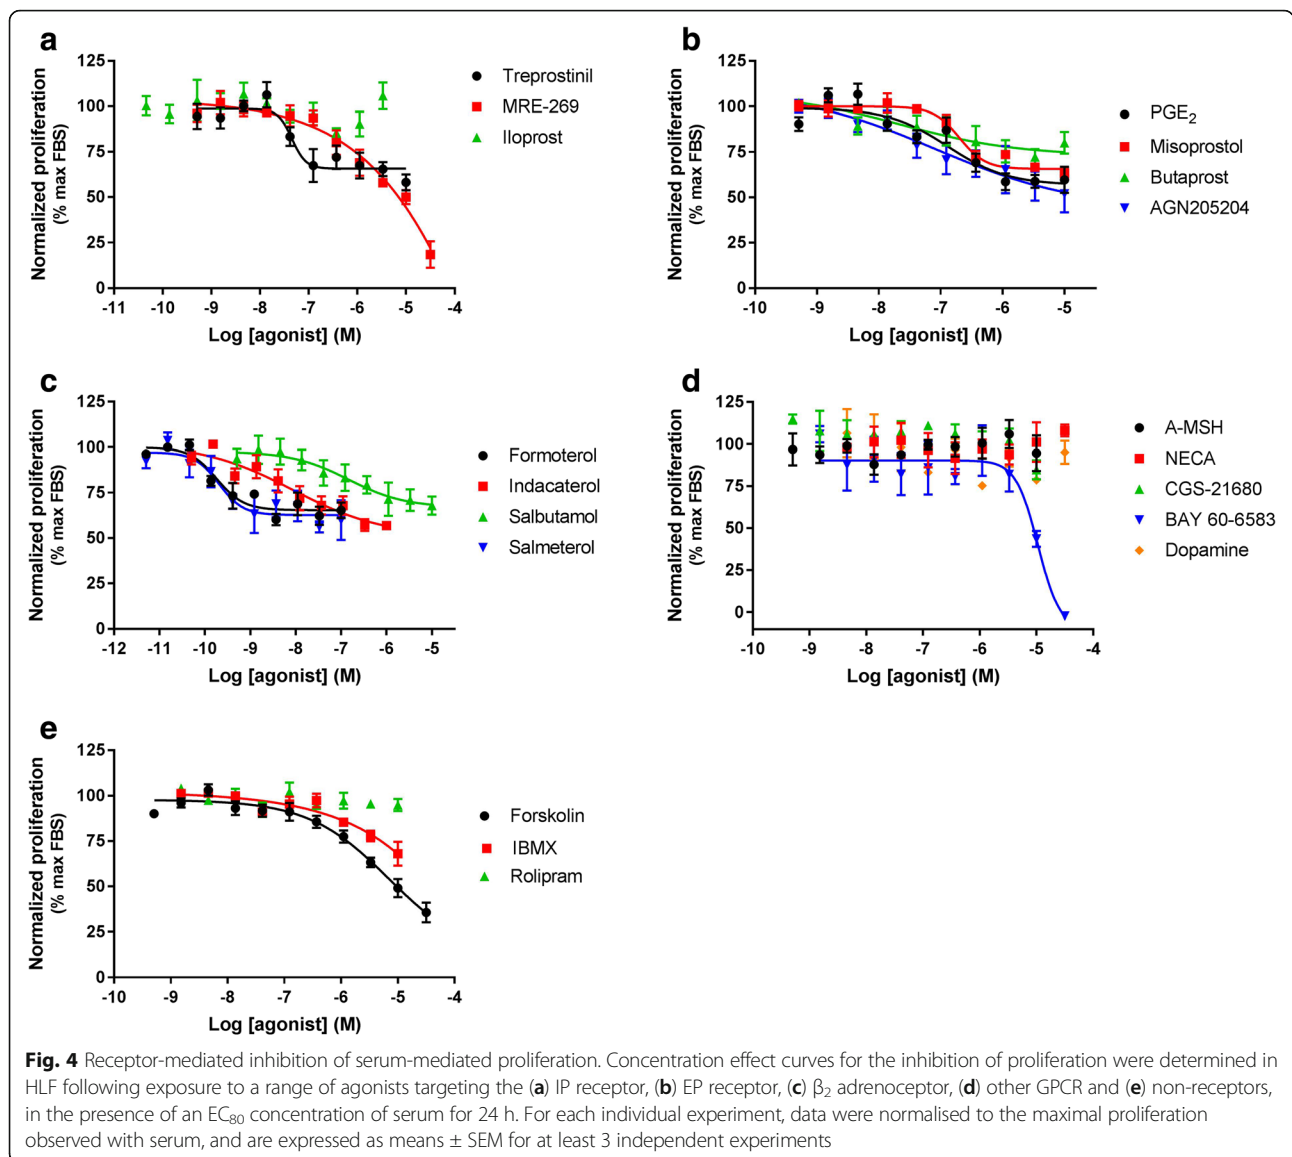 a
Normalized proliferation
(% max FBS)
125
100
75
50
25
0
-11 -10 -9 -8 -7 -6 -5 -4
Log [agonist] (M)
Treprostinil
MRE-269
Iloprost
b
Normalized proliferation
(% max FBS)
125
100
75
50
25
0
-10 -9 -8 -7 -6 -5
Log [agonist] (M)
PGE₂
Misoprostol
Butaprost
AGN205204
c
Normalized proliferation
(% max FBS)
125
100
75
50
25
0
-12 -11 -10 -9 -8 -7 -6 -5
Log [agonist] (M)
Formoterol
Indacaterol
Salbutamol
Salmeterol
d
Normalized proliferation
(% max FBS)
125
100
75
50
25
0
-10 -9 -8 -7 -6 -5 -4
Log [agonist] (M)
A-MSH
NECA
CGS-21680
BAY 60-6583
Dopamine
e
Normalized proliferation
(% max FBS)
125
100
75
50
25
0
-10 -9 -8 -7 -6 -5 -4
Log [agonist] (M)
Forskolin
IBMX
Rolipram
Fig. 4 Receptor-mediated inhibition of serum-mediated proliferation. Concentration effect curves for the inhibition of proliferation were determined in
HLF following exposure to a range of agonists targeting the (a) IP receptor, (b) EP receptor, (c) β₂ adrenoceptor, (d) other GPCR and (e) non-receptors,
in the presence of an EC₈₀ concentration of serum for 24 h. For each individual experiment, data were normalised to the maximal proliferation
observed with serum, and are expressed as means ± SEM for at least 3 independent experiments